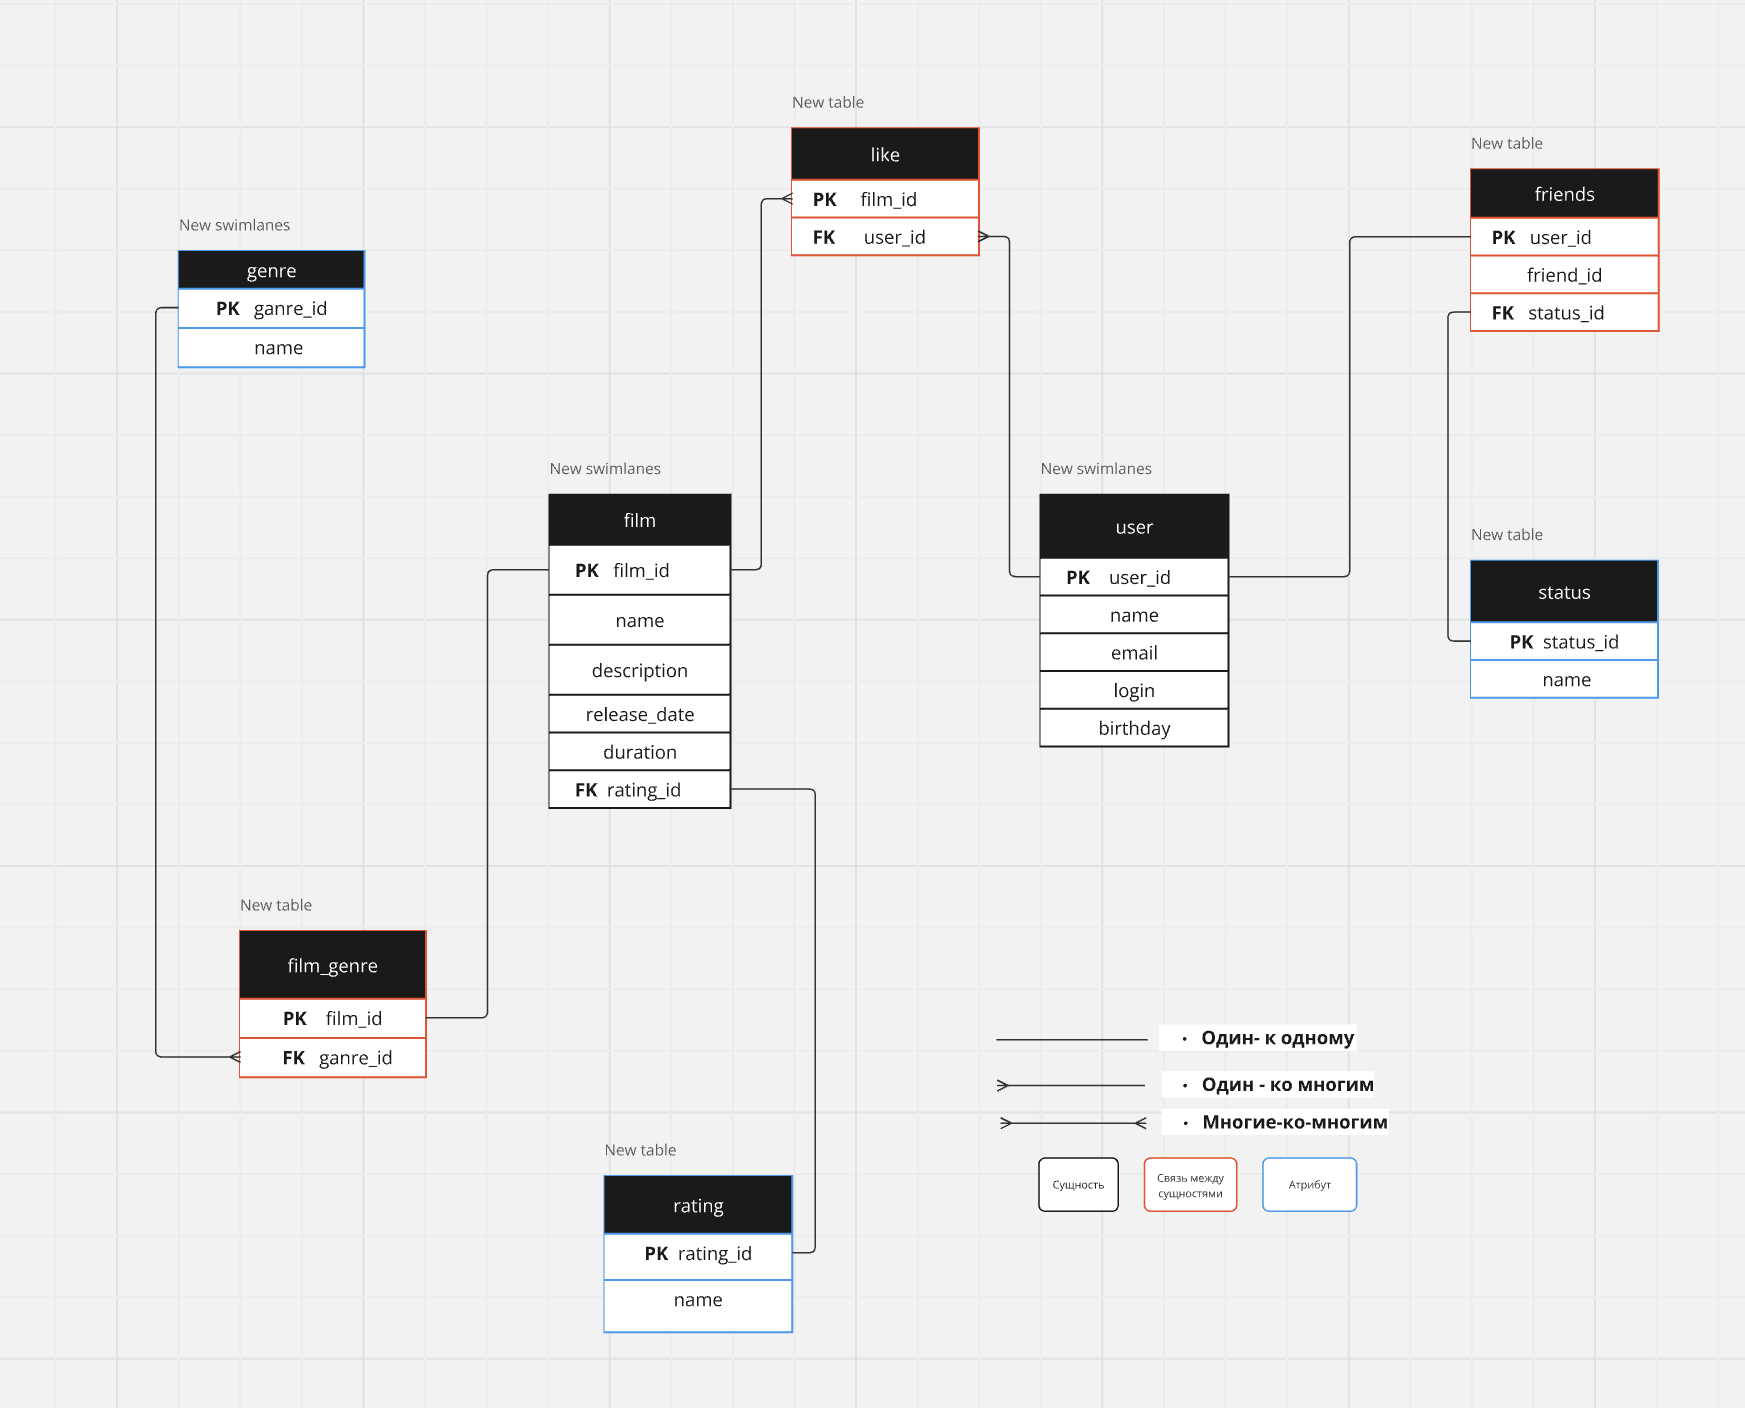 New table
like
PK film_id
FK user_id
New table
friends
PK user_id
friend_id
FK status_id
New swimlanes
genre
PK ganre_id
name
New swimlanes
film
PK film_id
name
description
release_date
duration
FK rating_id
New swimlanes
user
PK user_id
name
email
login
birthday
New table
status
PK status_id
name
New table
film_genre
PK film_id
FK ganre_id
New table
rating
PK rating_id
name
• Один- к одному
• Один - ко многим
• Многие-ко-многим
Сущность
Связь между
сущностями
Атрибут